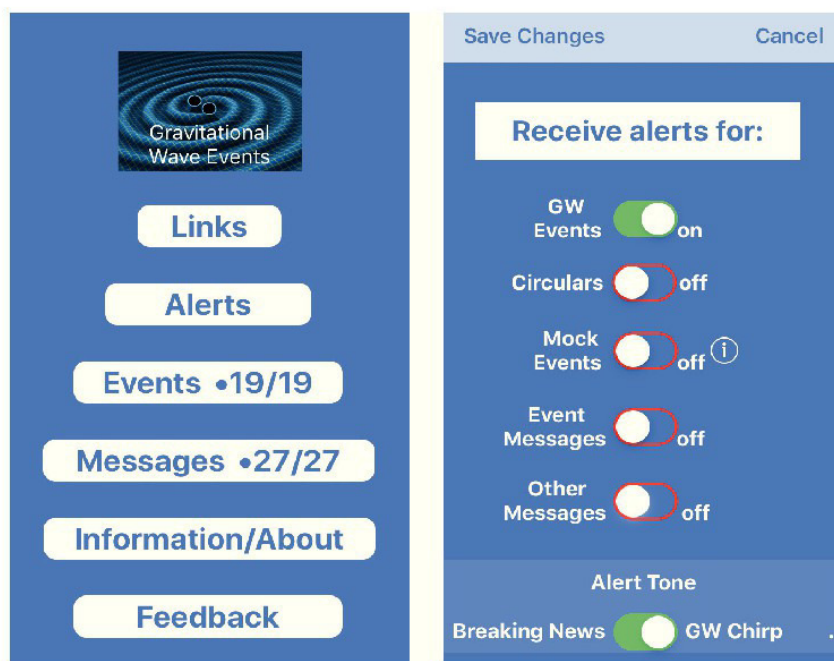 Gravitational
Wave Events
Links
Alerts
Events •19/19
Messages •27/27
Information/About
Feedback
Save Changes Cancel
Receive alerts for:
GW
Events on
Circulars off
Mock
Events off i
Event
Messages off
Other
Messages off
Alert Tone
Breaking News GW Chirp .